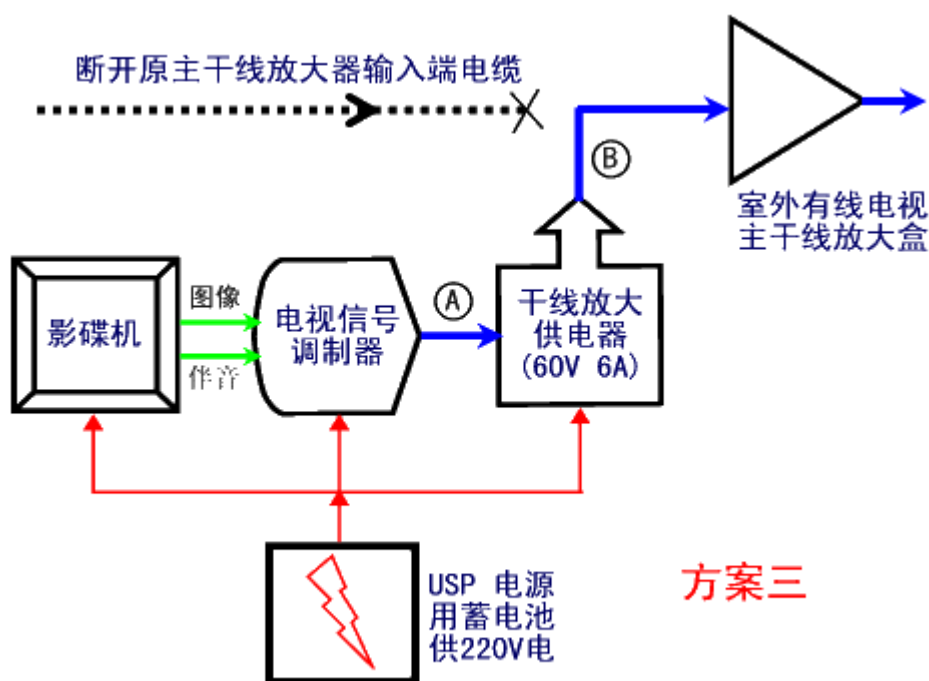 断开原主干线放大器输入端电缆
B
室外有线电视
主干线放大盒
图像
A
影碟机
电视信号
调制器
干线放大
供电器
(60V 6A)
伴音
USP 电源
用蓄电池
供220V电
方案三